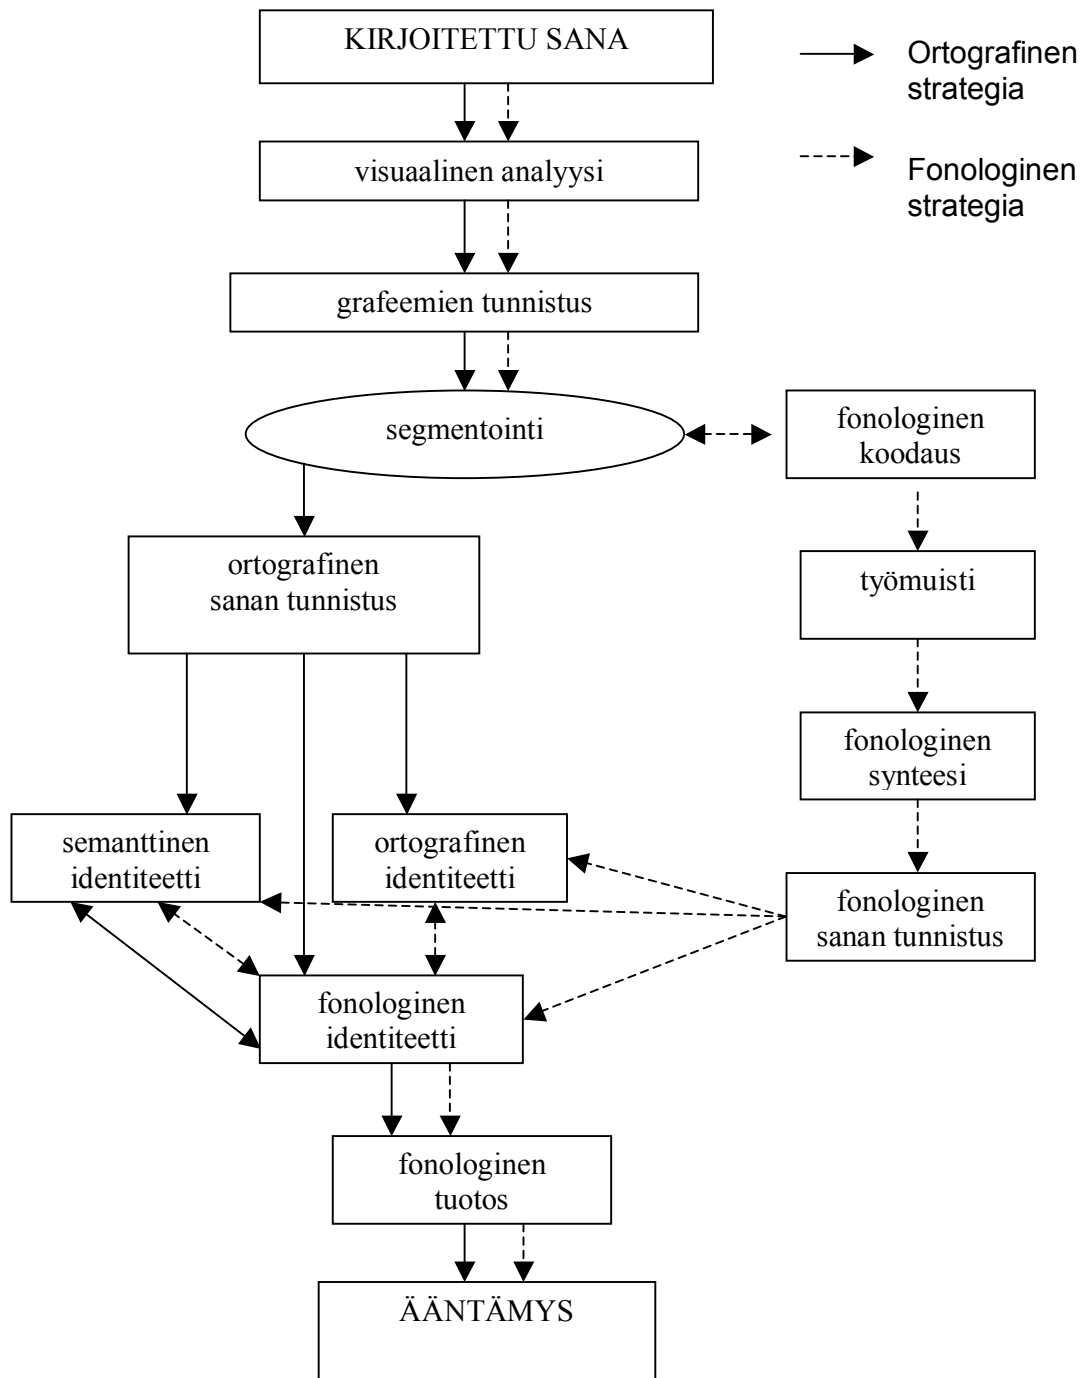 KIRJOITETTU SANA
Ortografinen
strategia
visuaalinen analyysi
Fonologinen
strategia
grafeemien tunnistus
segmentointi
fonologinen
koodaus
ortografinen
sanan tunnistus
työmuisti
fonologinen
synteesi
semanttinen
identiteetti
ortografinen
identiteetti
fonologinen
sanan tunnistus
fonologinen
identiteetti
fonologinen
tuotos
ÄÄNTÄMYS